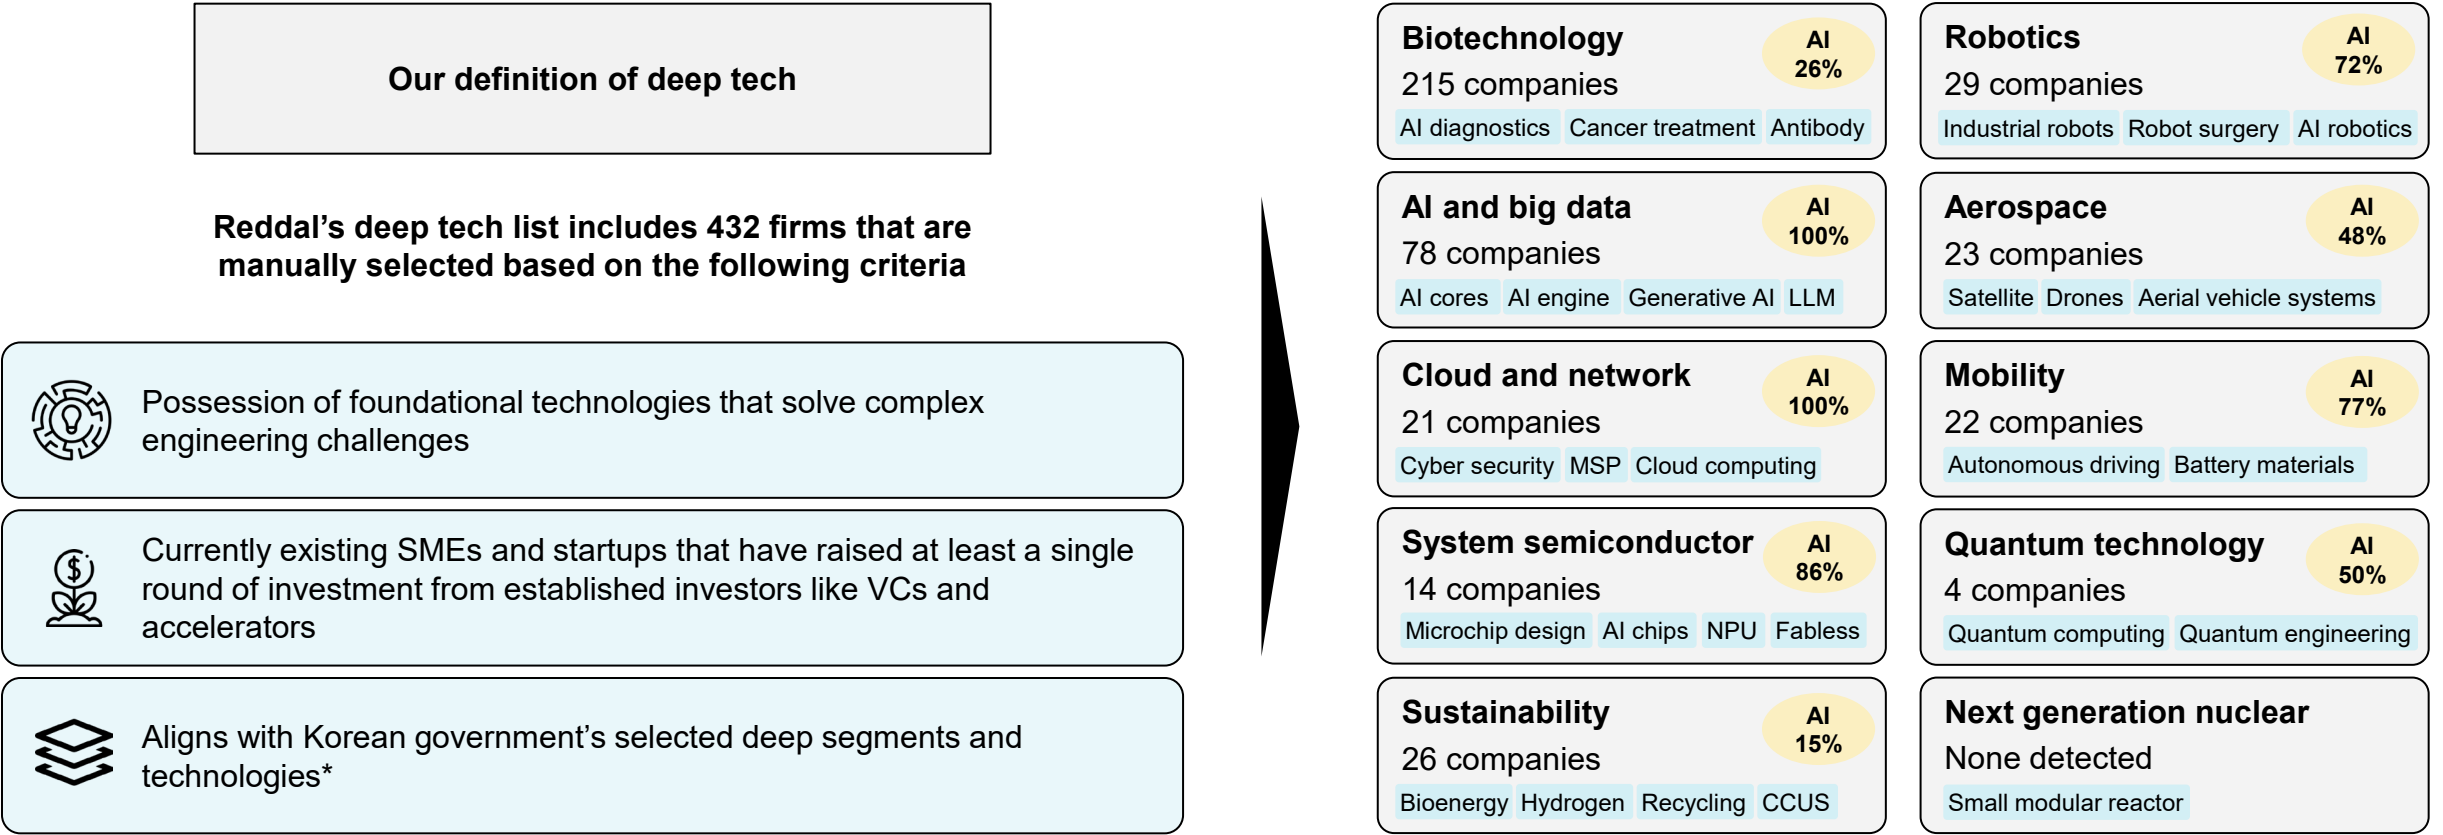 Our definition of deep tech
Reddal’s deep tech list includes 432 firms that are
manually selected based on the following criteria
Possession of foundational technologies that solve complex
engineering challenges
$
Currently existing SMEs and startups that have raised at least a single
round of investment from established investors like VCs and
accelerators
Aligns with Korean government’s selected deep segments and
technologies*
Biotechnology
215 companies
AI
26%
AI diagnostics Cancer treatment Antibody
AI and big data
78 companies
AI
100%
AI cores AI engine Generative AI LLM
Cloud and network
21 companies
AI
100%
Cyber security MSP Cloud computing
System semiconductor
14 companies
AI
86%
Microchip design AI chips NPU Fabless
Sustainability
26 companies
AI
15%
Bioenergy Hydrogen Recycling CCUS
Robotics
29 companies
AI
72%
Industrial robots Robot surgery AI robotics
Aerospace
23 companies
AI
48%
Satellite Drones Aerial vehicle systems
Mobility
22 companies
AI
77%
Autonomous driving Battery materials
Quantum technology
4 companies
AI
50%
Quantum computing Quantum engineering
Next generation nuclear
None detected
Small modular reactor